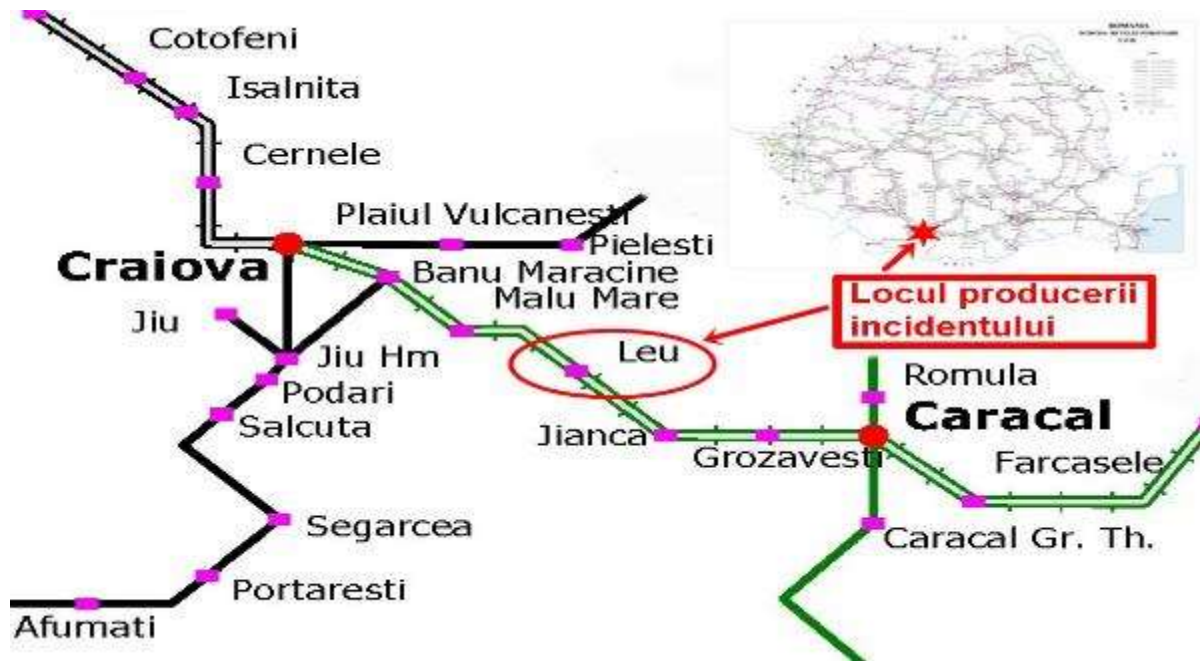 Cotofeni
Isalnita
Cernele
Plaiul Vulcanesti
Pielesti
Craiova
Banu Maracine
Malu Mare
Jiu
Jiu Hm
Podari
Salcuta
Leu
Locul producerii
incidentului
Romula
Caracal
Jianca
Grozavesti
Farcasele
Segarcea
Caracal Gr. Th.
Portaresti
Afumati